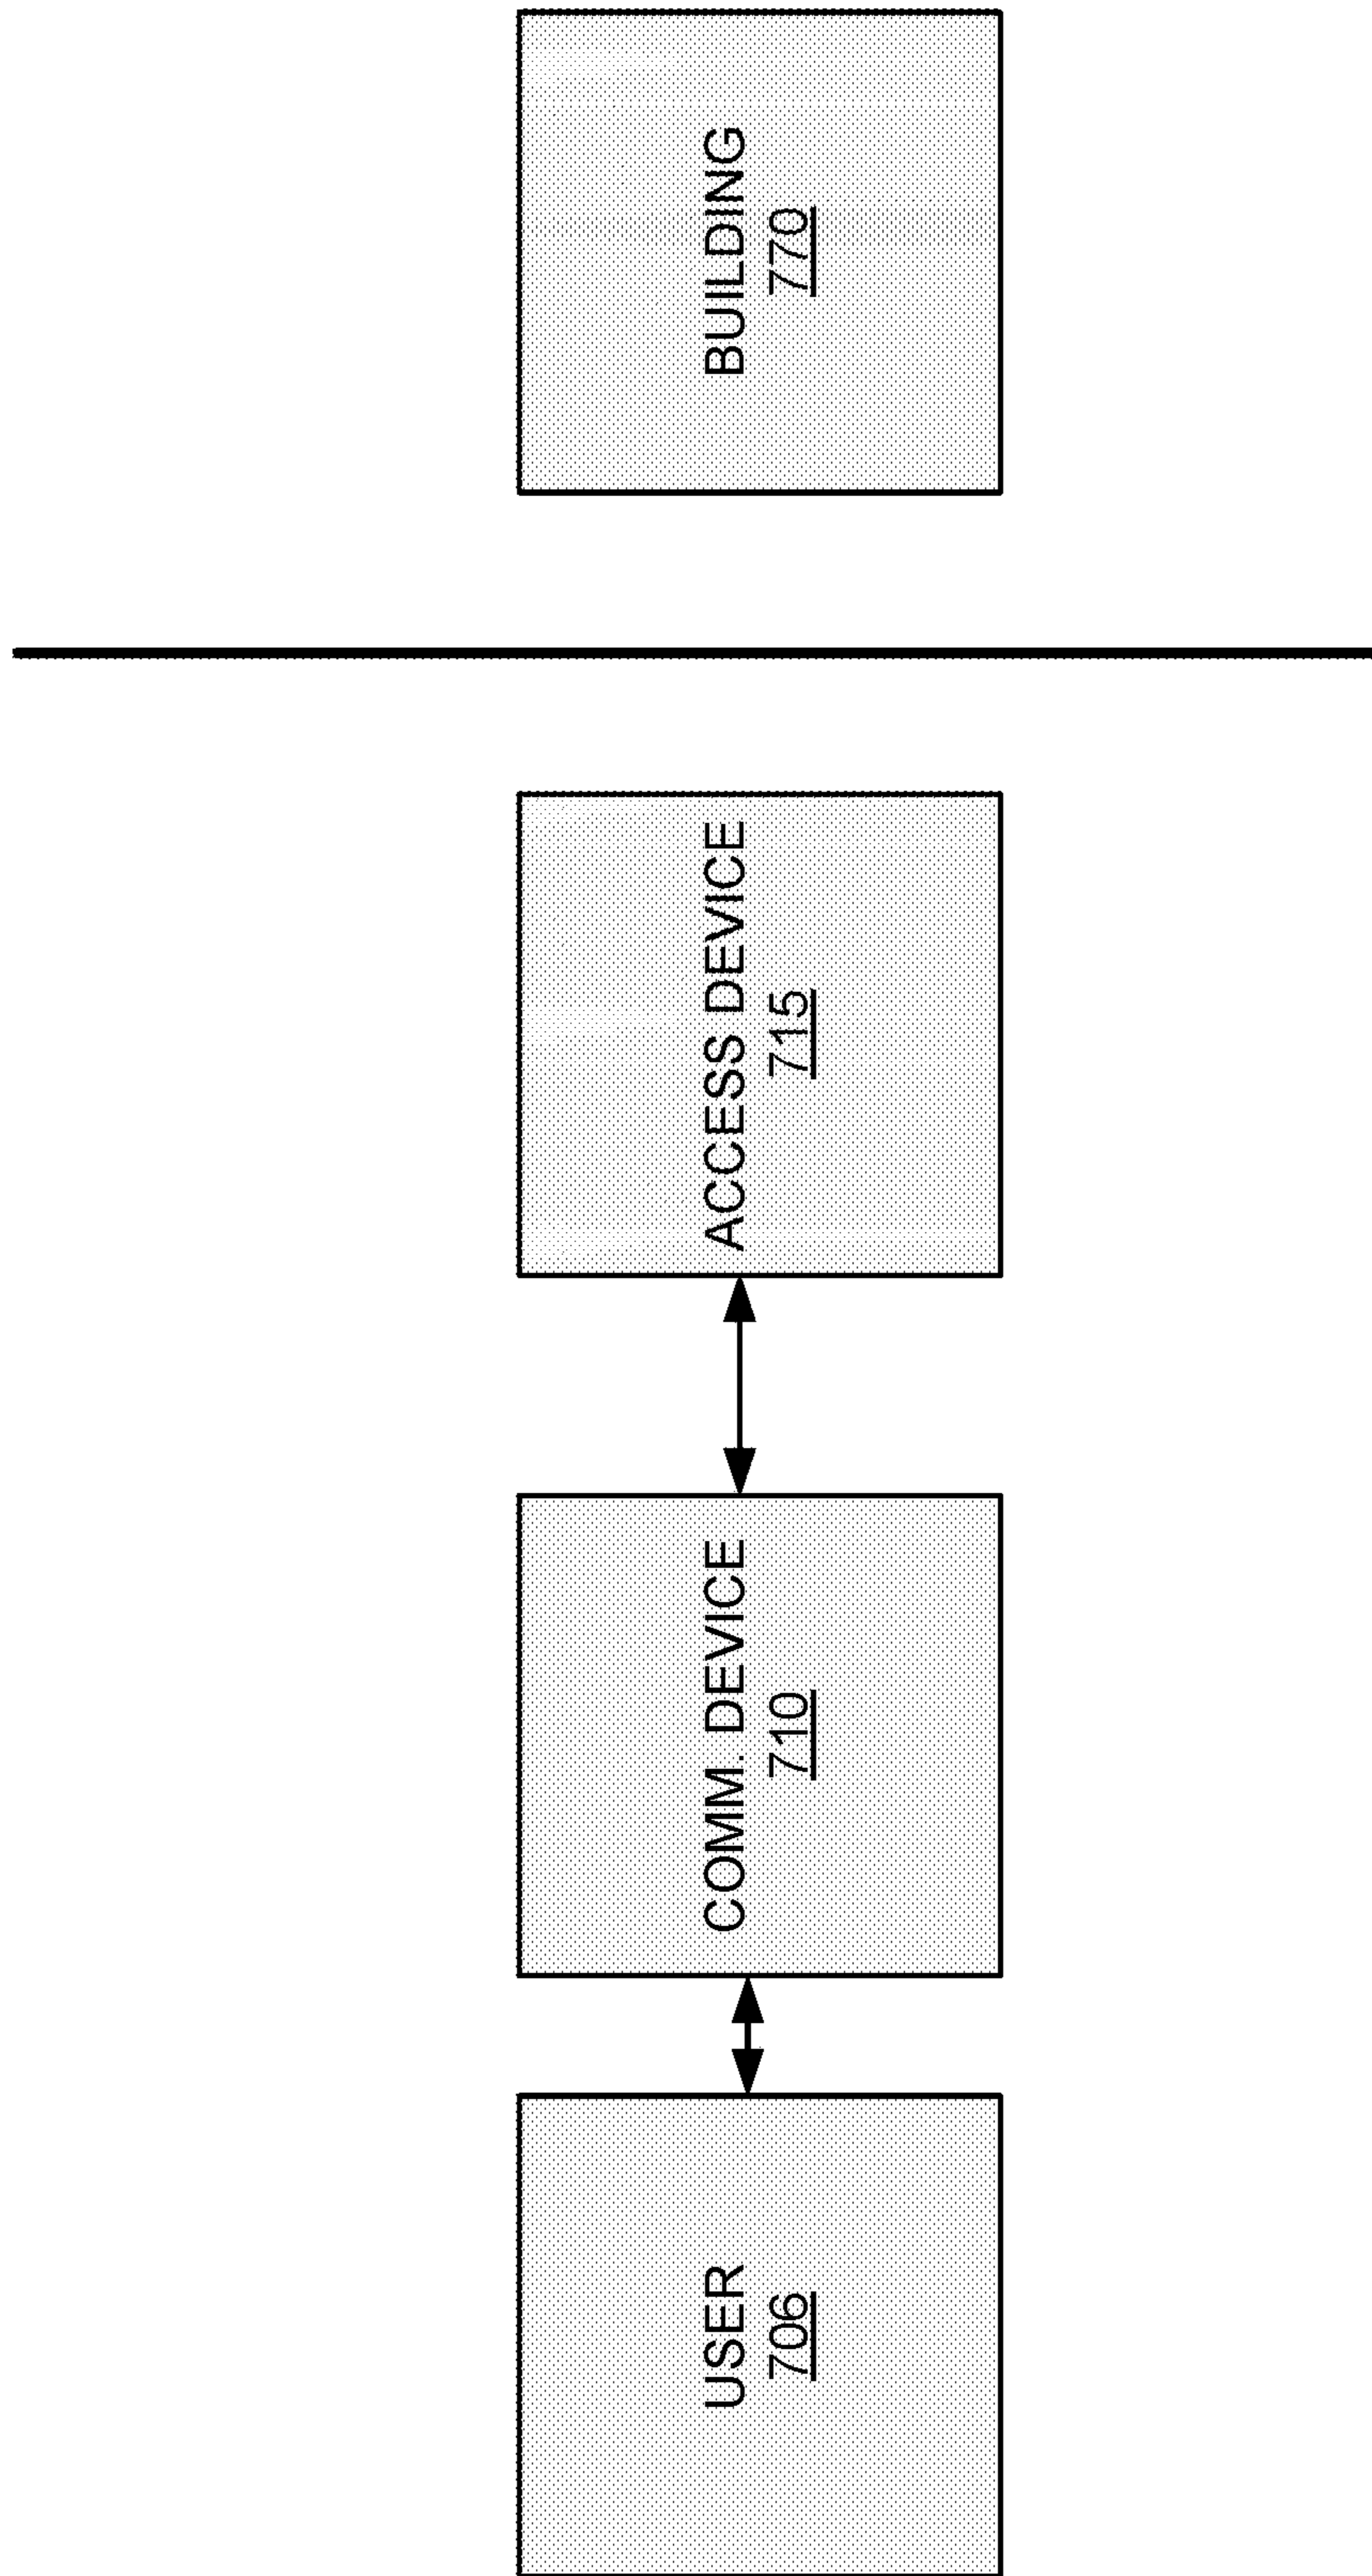 USER
706
COMM. DEVICE
710
ACCESS DEVICE
715
BUILDING
770